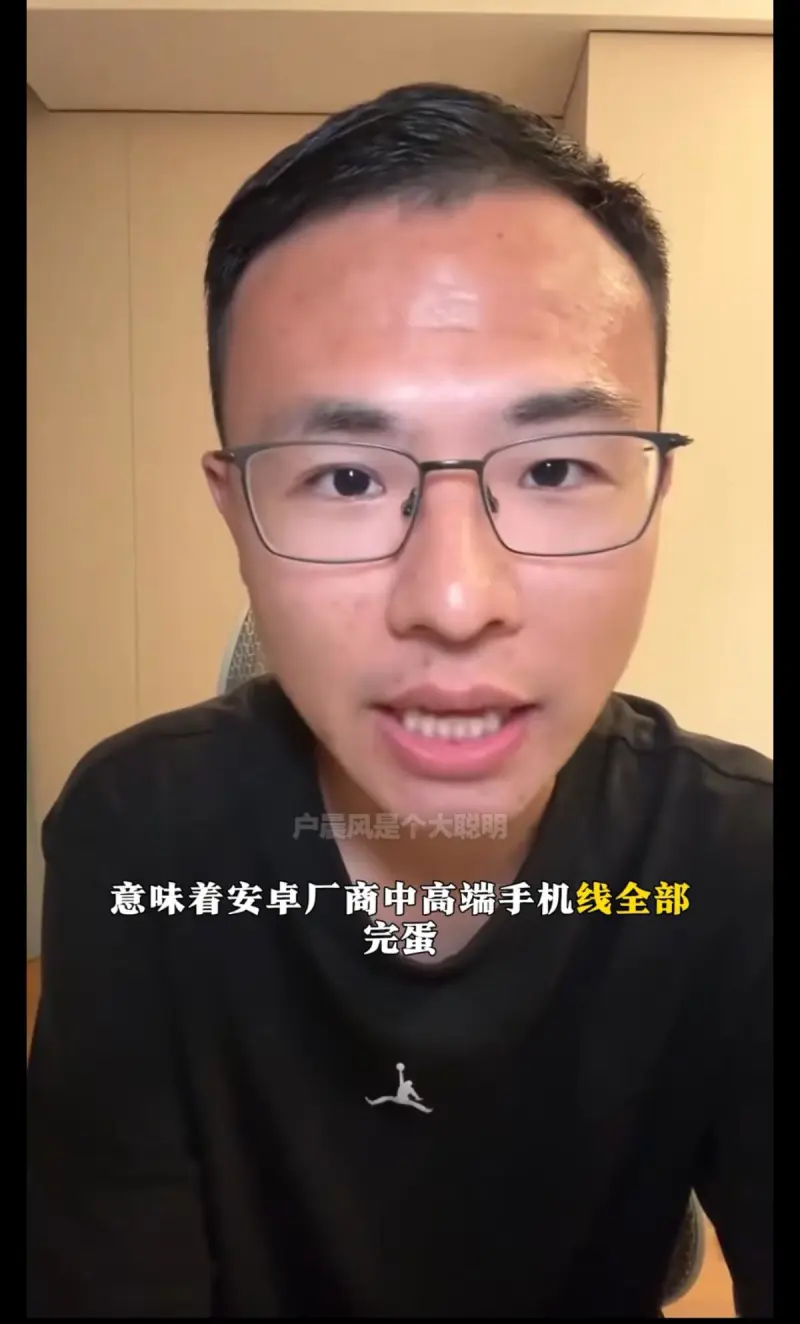 户晨风是个大聪明
意味着安卓厂商中高端手机线全部
完蛋